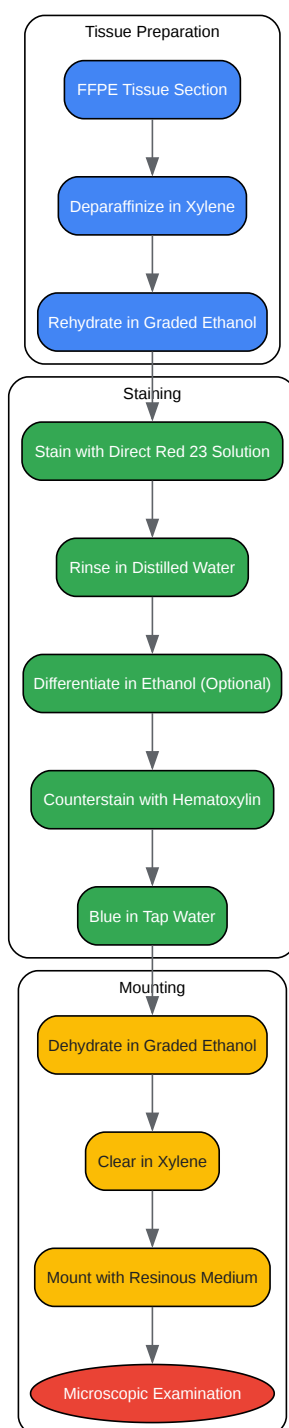 Tissue Preparation
FFPE Tissue Section
Deparaffinize in Xylene
Rehydrate in Graded Ethanol
Staining
Stain with Direct Red 23 Solution
Rinse in Distilled Water
Differentiate in Ethanol (Optional)
Counterstain with Hematoxylin
Blue in Tap Water
Mounting
Dehydrate in Graded Ethanol
Clear in Xylene
Mount with Resinous Medium
Microscopic Examination